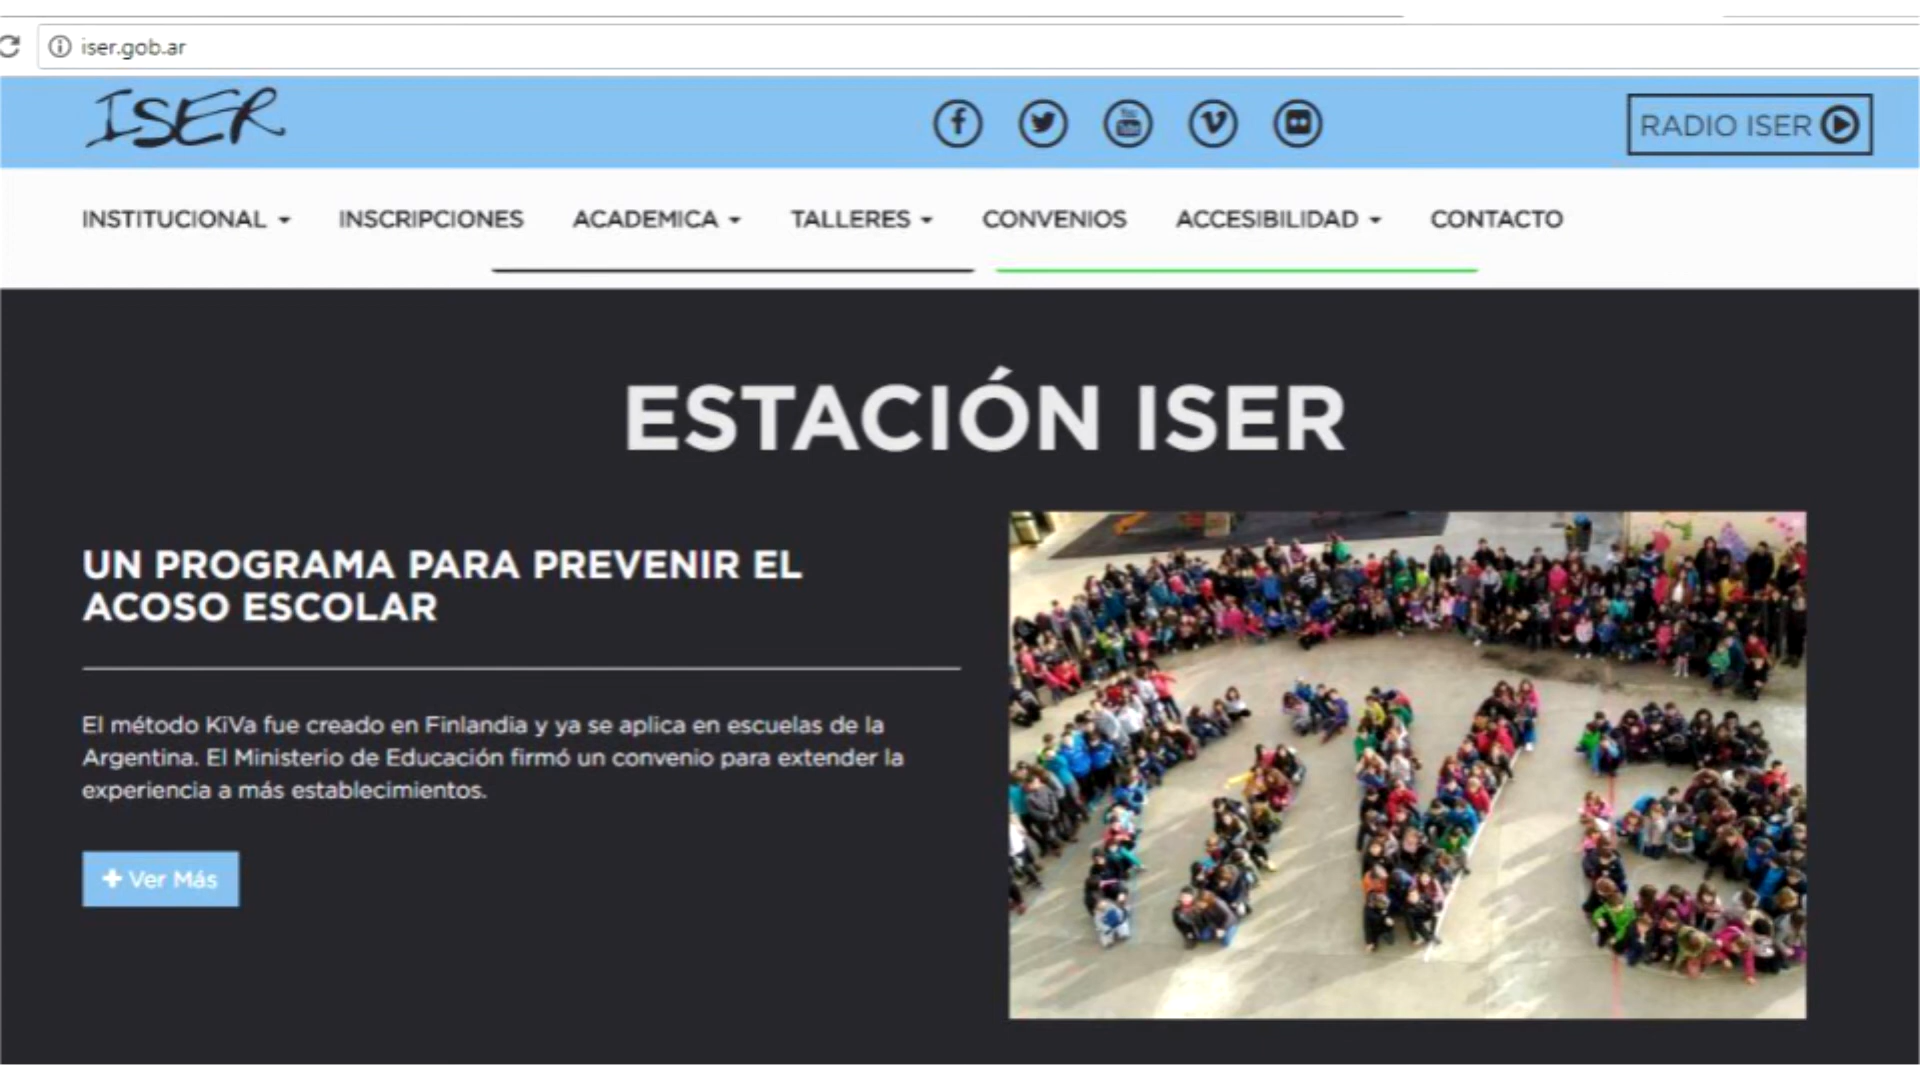 iser.gob.ar
ISER
RADIO ISER
INSTITUCIONAL INSCRIPCIONES ACADEMICA TALLERES CONVENIOS ACCESIBILIDAD CONTACTO
ESTACIÓN ISER
UN PROGRAMA PARA PREVENIR EL
ACOSO ESCOLAR
El método KiVa fue creado en Finlandia y ya se aplica en escuelas de la
Argentina. El Ministerio de Educación firmó un convenio para extender la
experiencia a más establecimientos.
+ Ver Más